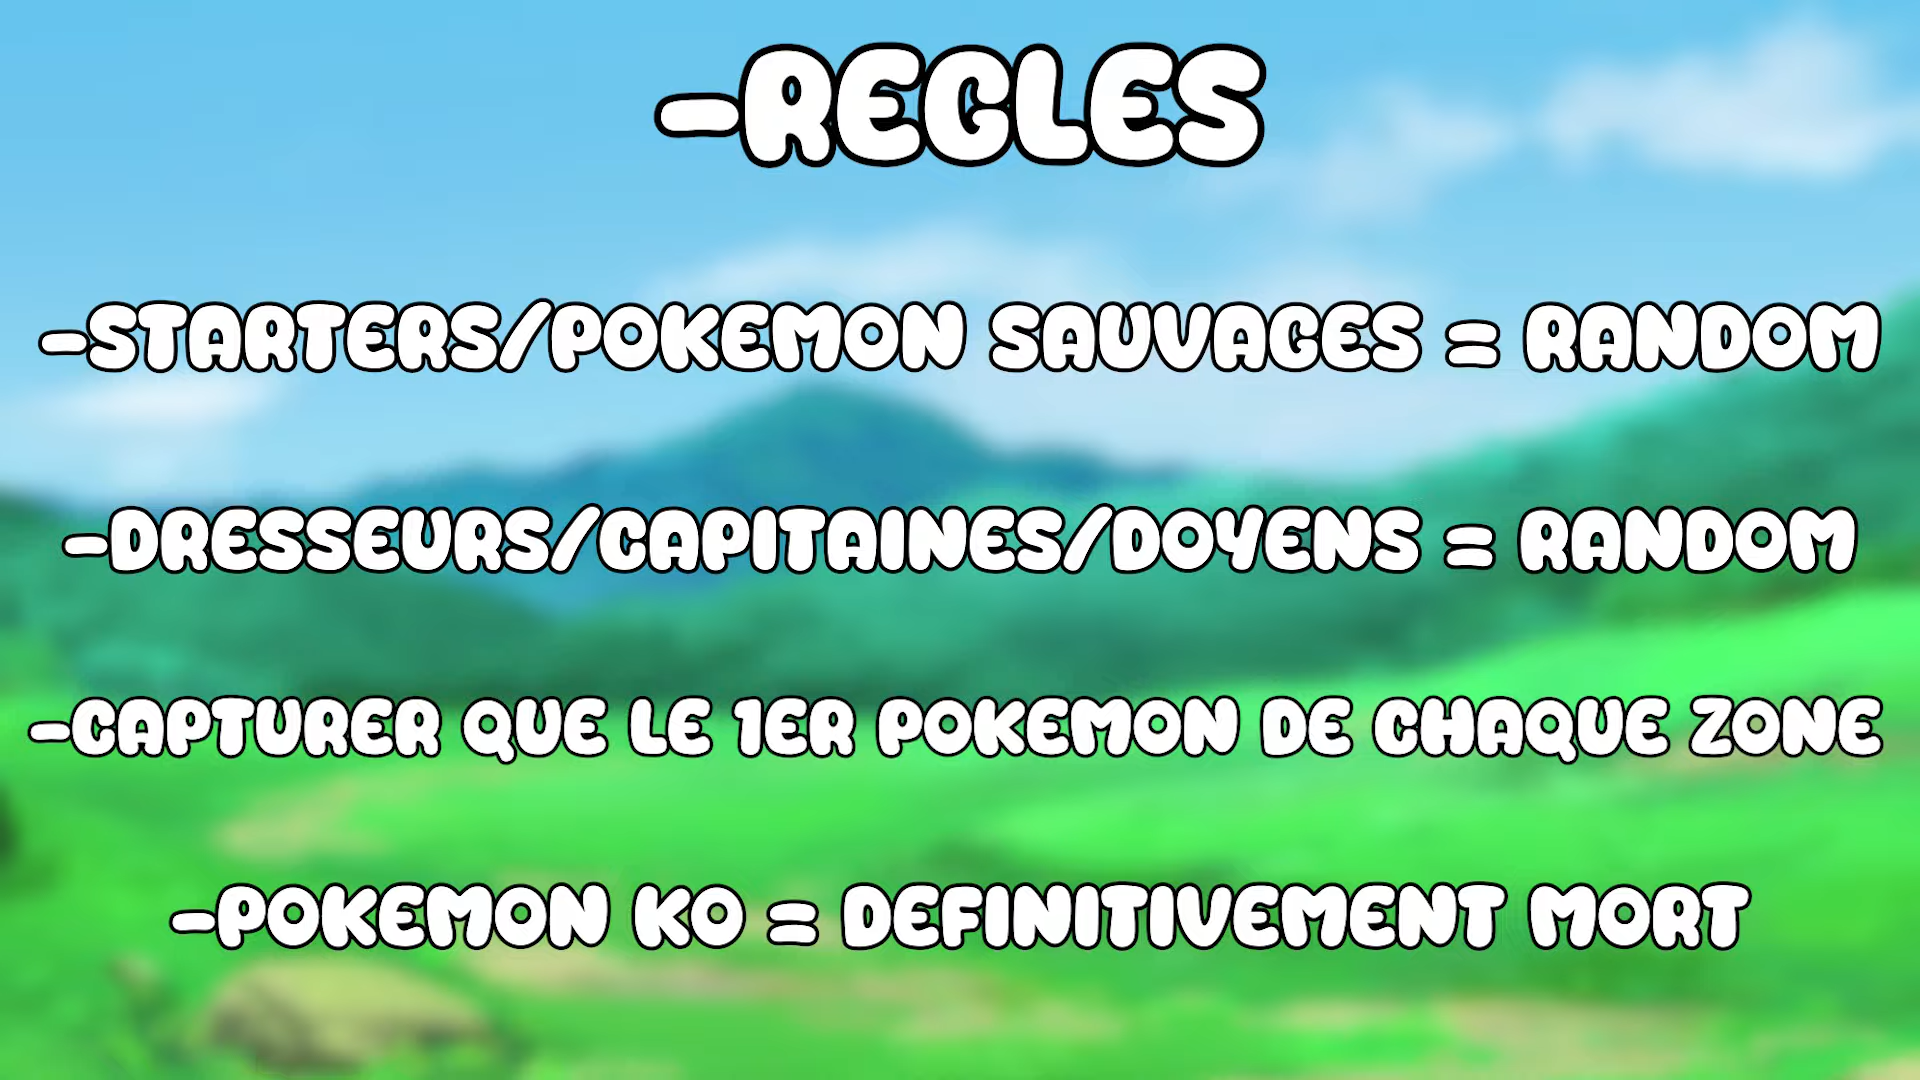 -REGLES
-STARTERS/POKEMON SAUVAGES = RANDOM
-DRESSEURS/CAPITAINES/DOYENS = RANDOM
-CAPTURER QUE LE 1ER POKEMON DE CHAQUE ZONE
-POKEMON KO = DEFINITIVEMENT MORT